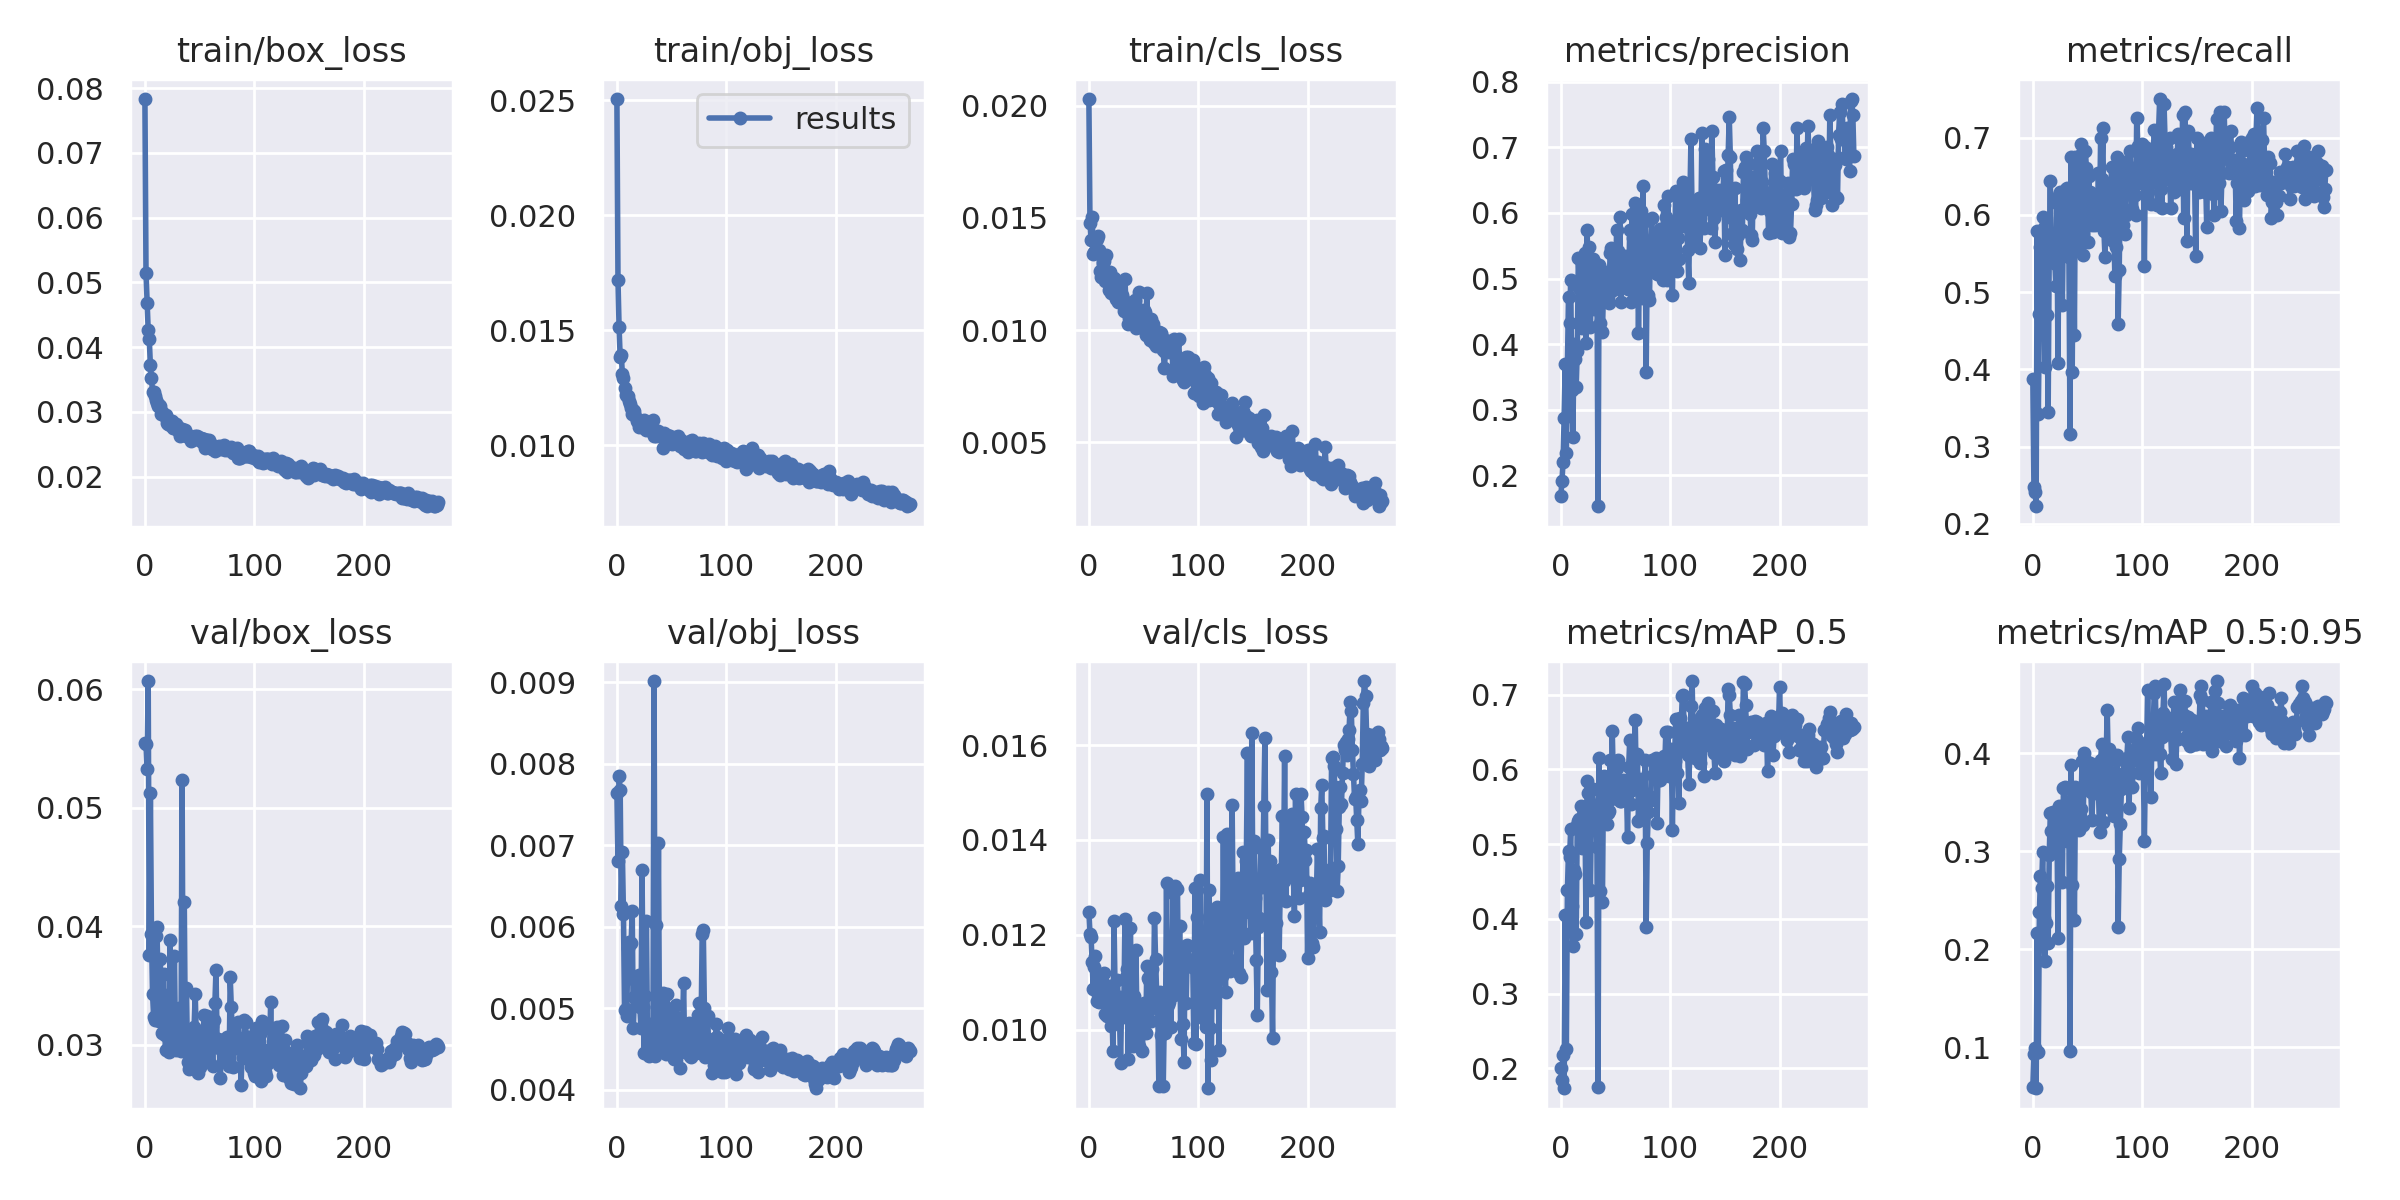 train/box_loss
0.08
0.07
0.06
0.05
0.04
0.03
0.02
0 100 200
train/obj_loss
results
0.025
0.020
0.015
0.010
0 100 200
train/cls_loss
0.020
0.015
0.010
0.005
0 100 200
metrics/precision
0.8
0.7
0.6
0.5
0.4
0.3
0.2
0 100 200
metrics/recall
0.7
0.6
0.5
0.4
0.3
0.2
0 100 200
val/box_loss
0.06
0.05
0.04
0.03
0 100 200
val/obj_loss
0.009
0.008
0.007
0.006
0.005
0.004
0 100 200
val/cls_loss
0.016
0.014
0.012
0.010
0 100 200
metrics/mAP_0.5
0.7
0.6
0.5
0.4
0.3
0.2
0 100 200
metrics/mAP_0.5:0.95
0.4
0.3
0.2
0.1
0 100 200